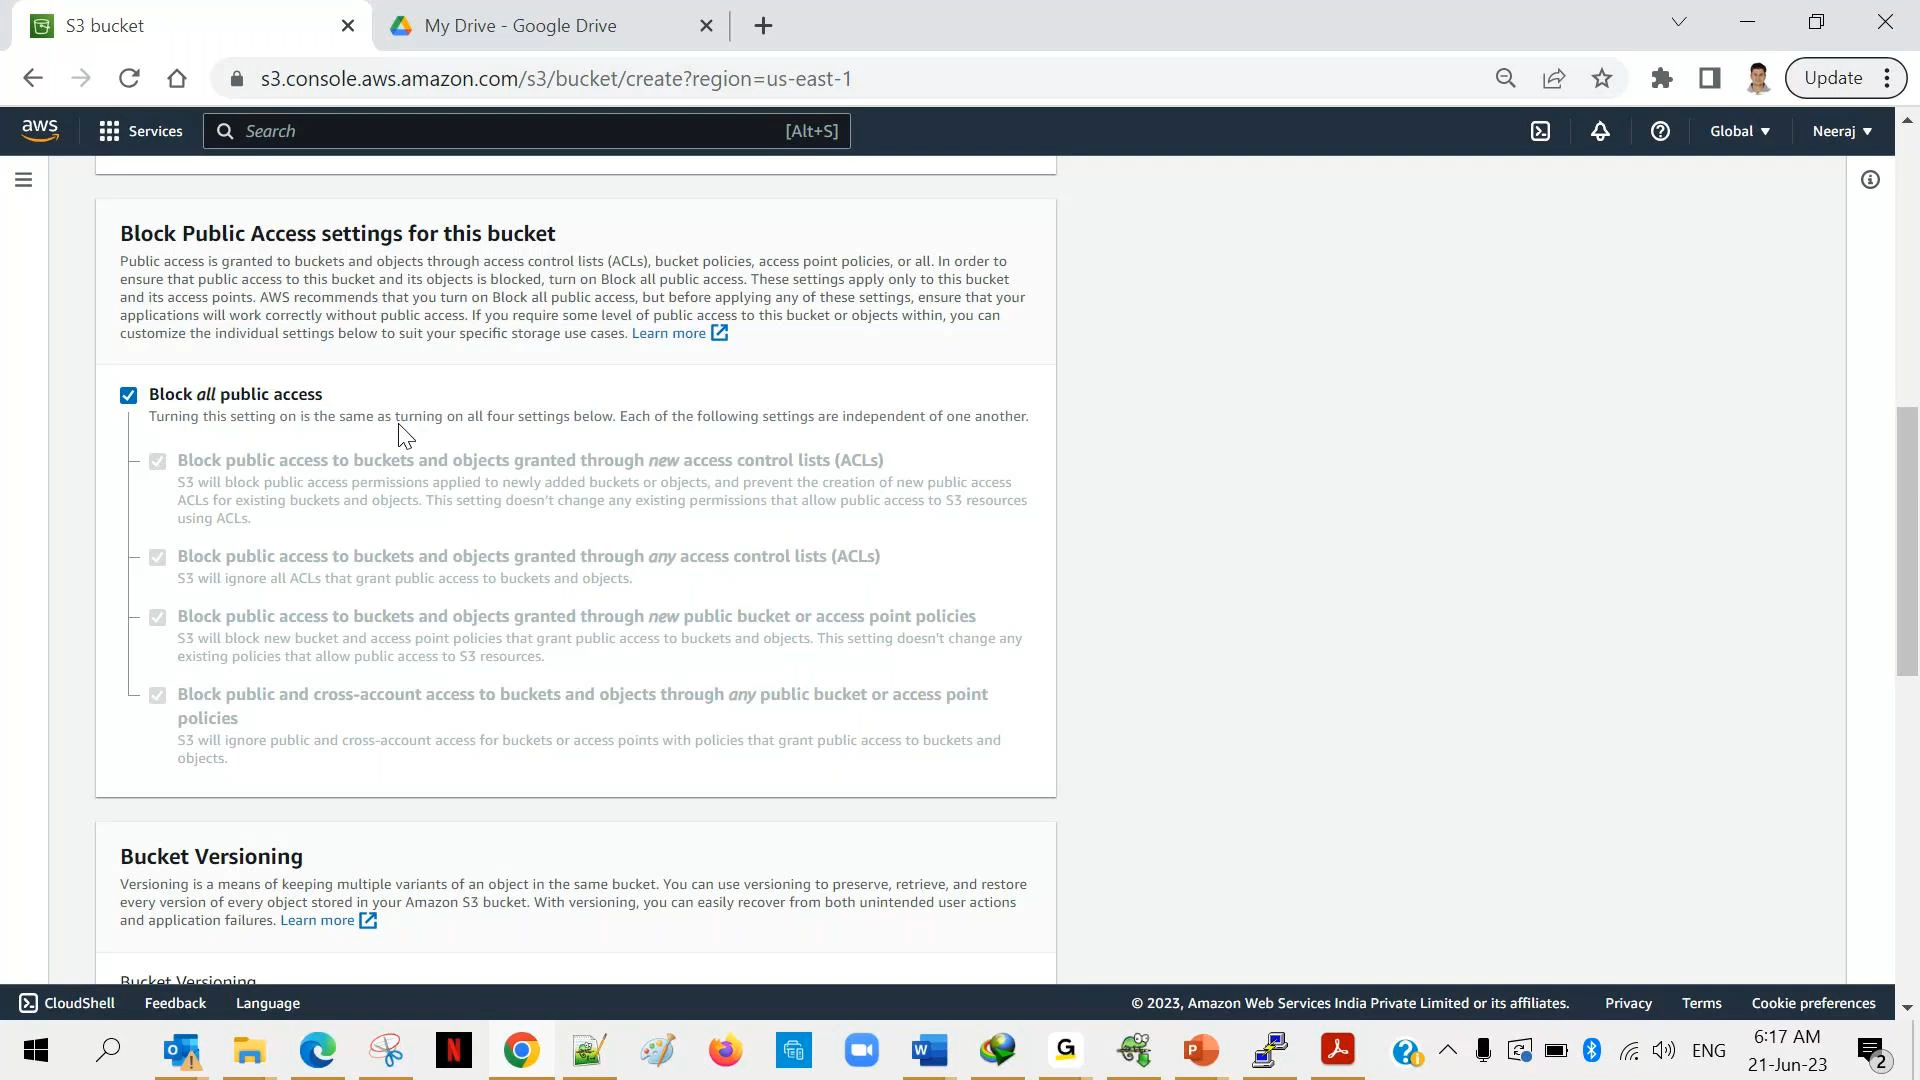 S3 bucket
My Drive - Google Drive
s3.console.aws.amazon.com/s3/bucket/create?region=us-east-1
Update
aws
Services
Search
[Alt+S]
Global
Neeraj
Block Public Access settings for this bucket
Public access is granted to buckets and objects through access control lists (ACLs), bucket policies, access point policies, or all. In order to
ensure that public access to this bucket and its objects is blocked, turn on Block all public access. These settings apply only to this bucket
and its access points. AWS recommends that you turn on Block all public access, but before applying any of these settings, ensure that your
applications will work correctly without public access. If you require some level of public access to this bucket or objects within, you can
customize the individual settings below to suit your specific storage use cases. Learn more
Block all public access
Turning this setting on is the same as turning on all four settings below. Each of the following settings are independent of one another.
Block public access to buckets and objects granted through new access control lists (ACLs)
S3 will block public access permissions applied to newly added buckets or objects, and prevent the creation of new public access
ACLs for existing buckets and objects. This setting doesn't change any existing permissions that allow public access to S3 resources
using ACLs.
Block public access to buckets and objects granted through any access control lists (ACLs)
S3 will ignore all ACLs that grant public access to buckets and objects.
Block public access to buckets and objects granted through new public bucket or access point policies
S3 will block new bucket and access point policies that grant public access to buckets and objects. This setting doesn't change any
existing policies that allow public access to S3 resources.
Block public and cross-account access to buckets and objects through any public bucket or access point
policies
S3 will ignore public and cross-account access for buckets or access points with policies that grant public access to buckets and
objects.
Bucket Versioning
Versioning is a means of keeping multiple variants of an object in the same bucket. You can use versioning to preserve, retrieve, and restore
every version of every object stored in your Amazon S3 bucket. With versioning, you can easily recover from both unintended user actions
and application failures. Learn more
Bucket Versioning
CloudShell
Feedback
Language
© 2023, Amazon Web Services India Private Limited or its affiliates.
Privacy
Terms
Cookie preferences
ENG
6:17 AM
21-Jun-23
2